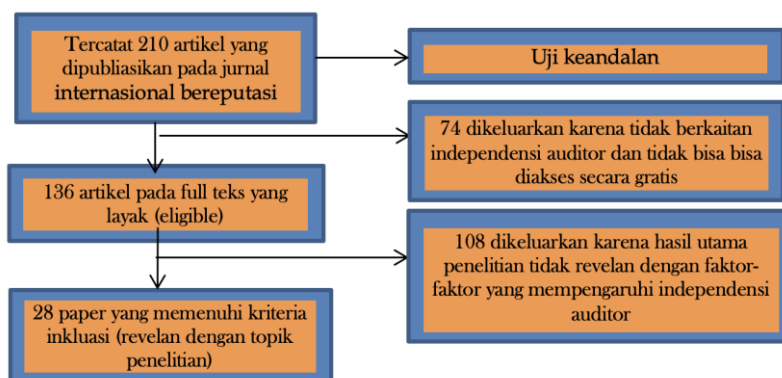 Tercatat 210 artikel yang
dipubliasikan pada jurnal
internasional bereputasi
Uji keandalan
74 dikeluarkan karena tidak berkaitan
independensi auditor dan tidak bisa bisa
diakses secara gratis
136 artikel pada full teks yang
layak (eligible)
108 dikeluarkan karena hasil utama
penelitian tidak revelan dengan faktor-
faktor yang mempengaruhi independensi
auditor
28 paper yang memenuhi kriteria
inkluasi (revelan dengan topik
penelitian)